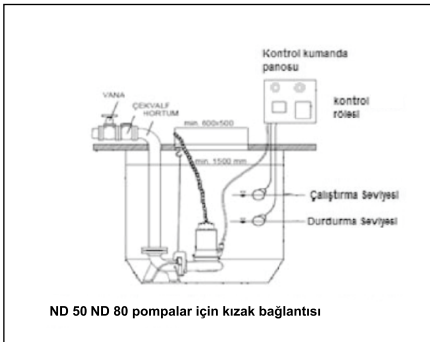 Kontrol kumanda
panosu
VANA
ÇEKVALF
HORTUM
kontrol
rölesi
min. 600x500
min. 1500 mm
Çalıştırma Seviyesi
Durdurma Seviyesi
ND 50 ND 80 pompalar için kızak bağlantısı